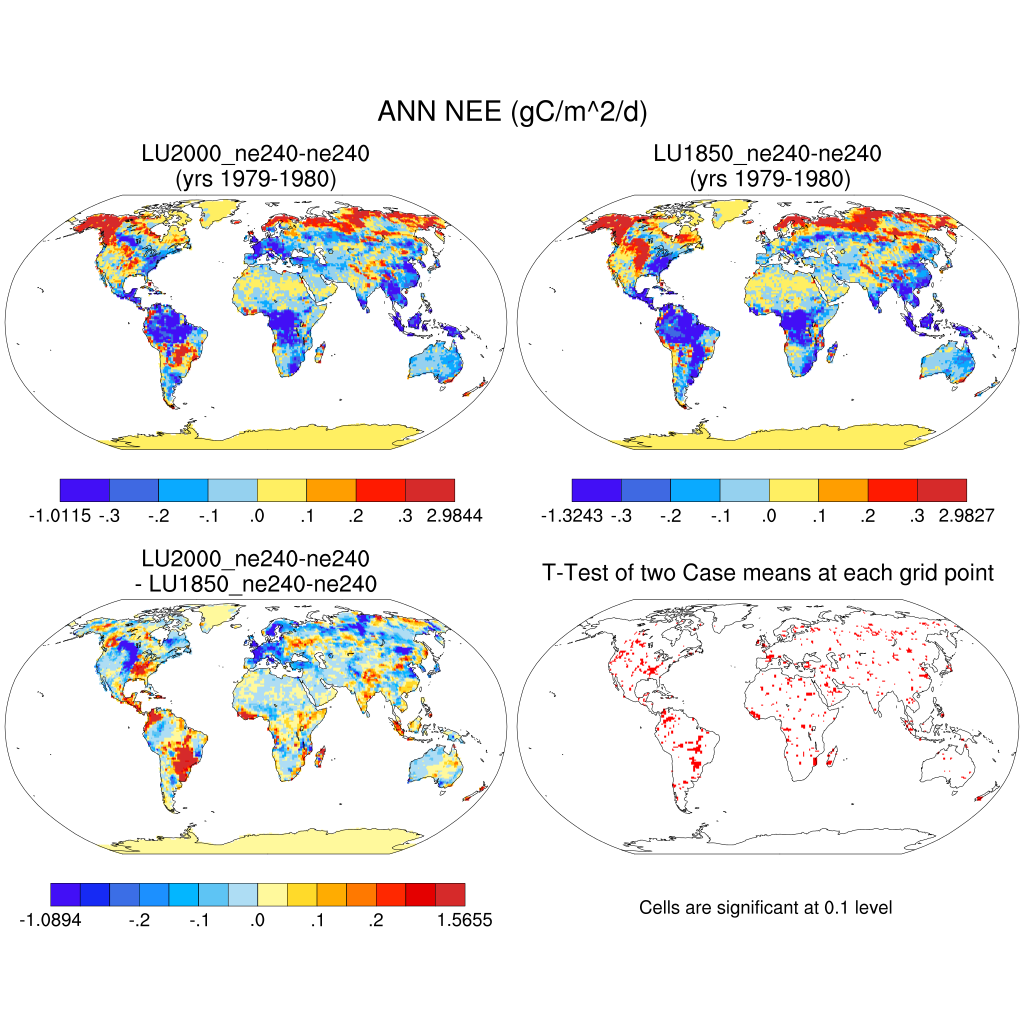 ANN NEE (gC/m^2/d)
LU2000_ne240-ne240
(yrs 1979-1980)
LU1850_ne240-ne240
(yrs 1979-1980)
-1.0115 -.3 -.2 -.1 .0 .1 .2 .3 2.9844
-1.3243 -.3 -.2 -.1 .0 .1 .2 .3 2.9827
LU2000_ne240-ne240
- LU1850_ne240-ne240
T-Test of two Case means at each grid point
-1.0894 -.2 -.1 .0 .1 .2 1.5655
Cells are significant at 0.1 level